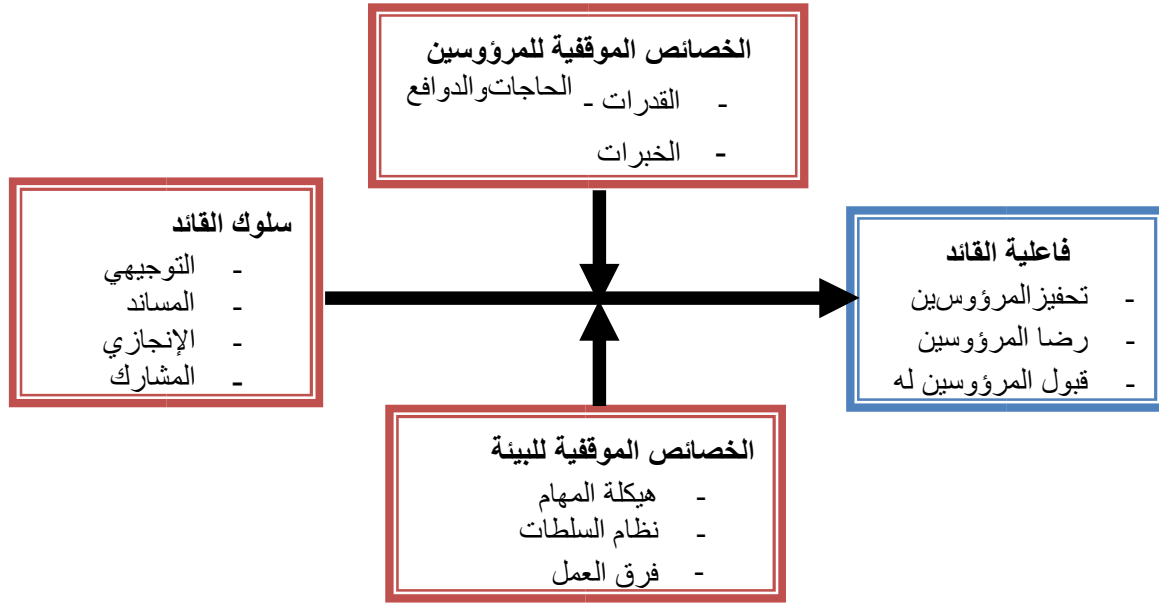 الخصائص الموقفية للمرؤوسين
- القدرات - الحاجاتوالدوافع
- الخبرات
سلوك القائد
- التوجيهي
- المساند
- الإنجازي
- المشارك
فاعلية القائد
- تحفيزالمرؤوسين
- رضا المرؤوسين
- قبول المرؤوسين له
الخصائص الموقفية للبيئة
- هيكلة المهام
- نظام السلطات
- فرق العمل